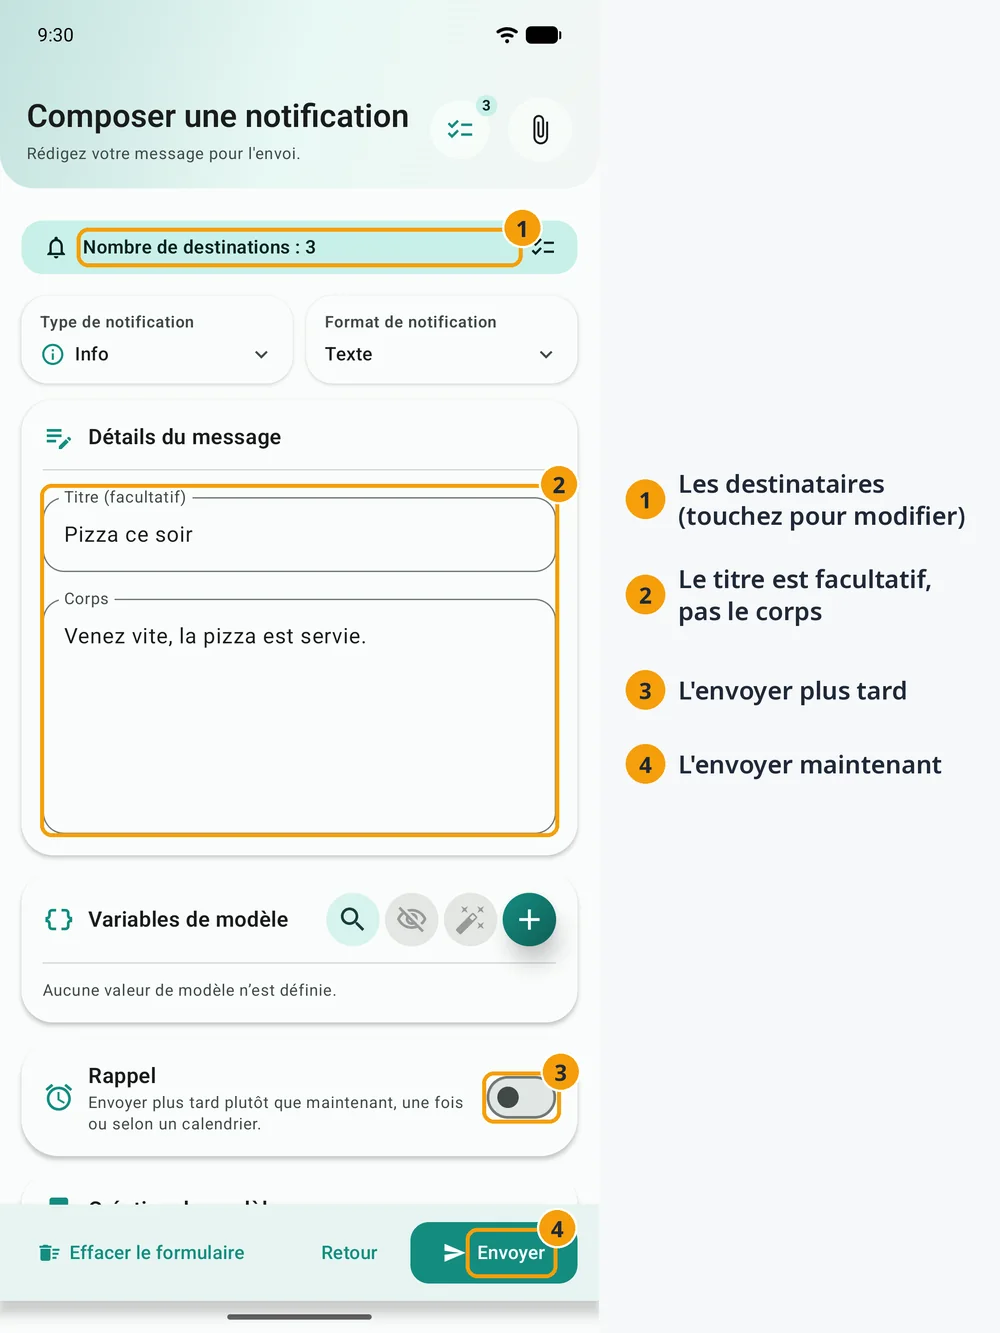 9:30
Composer une notification
3
Rédigez votre message pour l'envoi.
Nombre de destinations : 3
1
Type de notification
Info
Format de notification
Texte
Détails du message
2
Titre (facultatif)
Pizza ce soir
Corps
Venez vite, la pizza est servie.
Variables de modèle
Aucune valeur de modèle n’est définie.
Rappel
Envoyer plus tard plutôt que maintenant, une fois
ou selon un calendrier.
3
Effacer le formulaire
Retour
Envoyer
4
1 Les destinataires
(touchez pour modifier)
2 Le titre est facultatif,
pas le corps
3 L'envoyer plus tard
4 L'envoyer maintenant